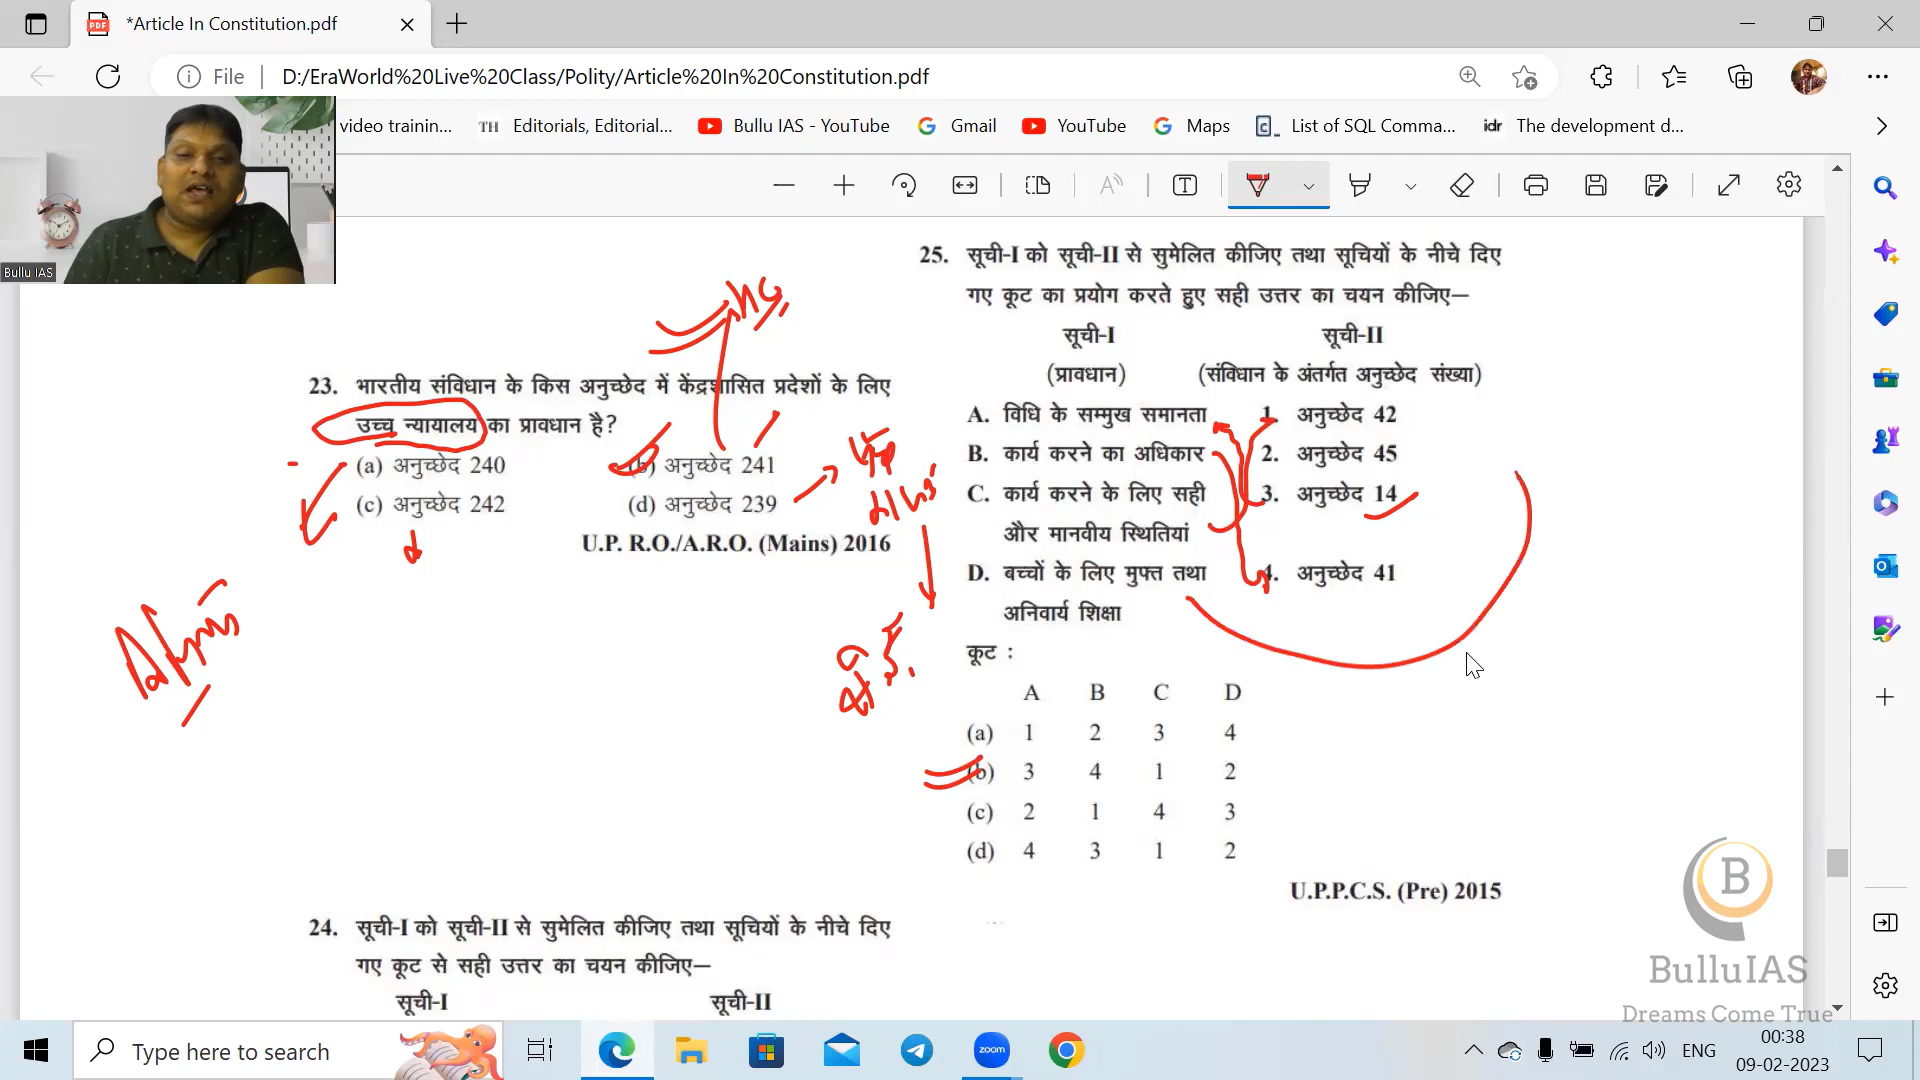 *Article In Constitution.pdf
File
D:/EraWorld%20Live%20Class/Polity/Article%20In%20Constitution.pdf
video trainin...
TH Editorials, Editorial...
Bullu IAS - YouTube
Gmail
YouTube
Maps
List of SQL Comma...
idr The development d...
Bullu IAS
23. भारतीय संविधान के किस अनुच्छेद में केंद्रशासित प्रदेशों के लिए
उच्च न्यायालय का प्रावधान है?
(a) अनुच्छेद 240 (b) अनुच्छेद 241
(c) अनुच्छेद 242 (d) अनुच्छेद 239
U.P. R.O./A.R.O. (Mains) 2016
24. सूची-I को सूची-II से सुमेलित कीजिए तथा सूचियों के नीचे दिए
गए कूट से सही उत्तर का चयन कीजिए—
सूची-I सूची-II
25. सूची-I को सूची-II से सुमेलित कीजिए तथा सूचियों के नीचे दिए
गए कूट का प्रयोग करते हुए सही उत्तर का चयन कीजिए—
सूची-I सूची-II
(प्रावधान) (संविधान के अंतर्गत अनुच्छेद संख्या)
A. विधि के सम्मुख समानता 1. अनुच्छेद 42
B. कार्य करने का अधिकार 2. अनुच्छेद 45
C. कार्य करने के लिए सही 3. अनुच्छेद 14
और मानवीय स्थितियां
D. बच्चों के लिए मुफ्त तथा 4. अनुच्छेद 41
अनिवार्य शिक्षा
कूट :
A B C D
(a) 1 2 3 4
(b) 3 4 1 2
(c) 2 1 4 3
(d) 4 3 1 2
U.P.P.C.S. (Pre) 2015
B
BulluIAS
Dreams Come True
Type here to search
zoom
ENG
00:38
09-02-2023